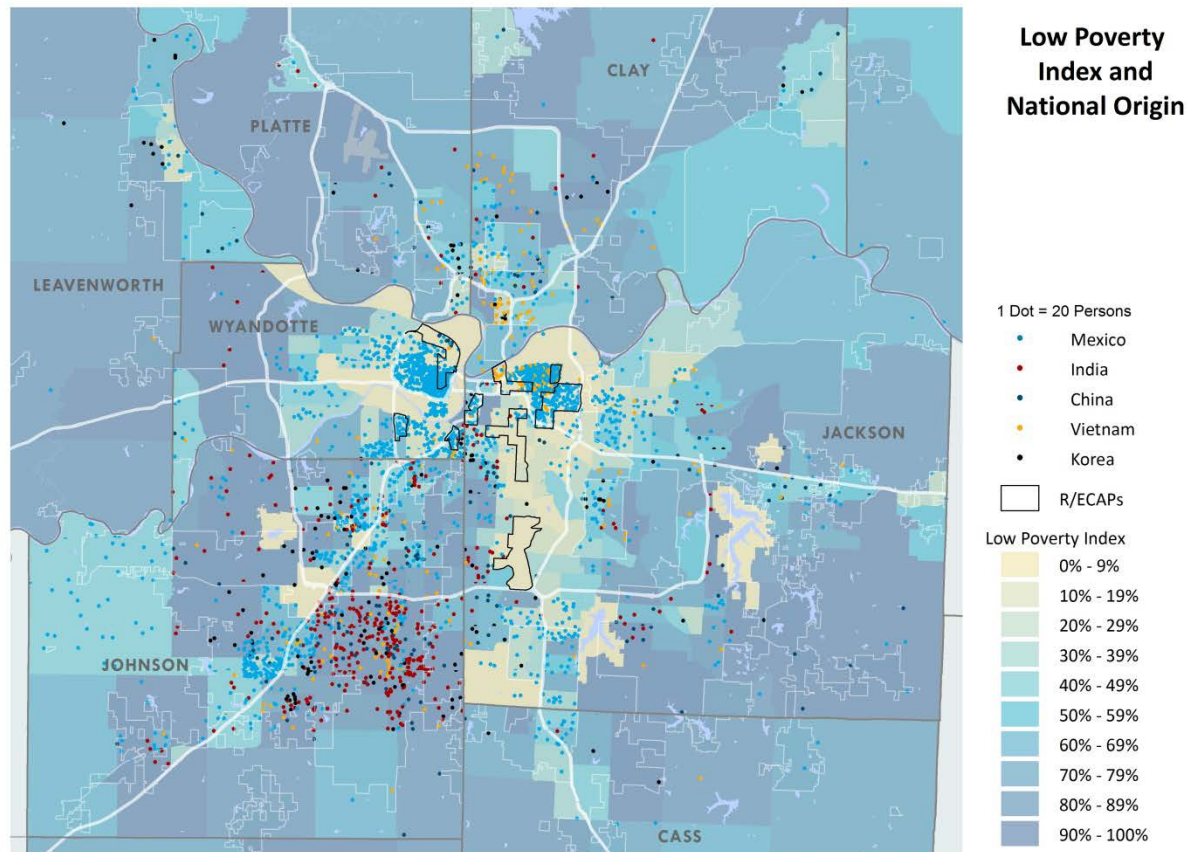 Low Poverty
Index and
National Origin
CLAY
PLATTE
LEAVENWORTH
WYANDOTTE
JACKSON
JOHNSON
CASS
1 Dot = 20 Persons
Mexico
India
China
Vietnam
Korea
R/ECAPs
Low Poverty Index
0% - 9%
10% - 19%
20% - 29%
30% - 39%
40% - 49%
50% - 59%
60% - 69%
70% - 79%
80% - 89%
90% - 100%